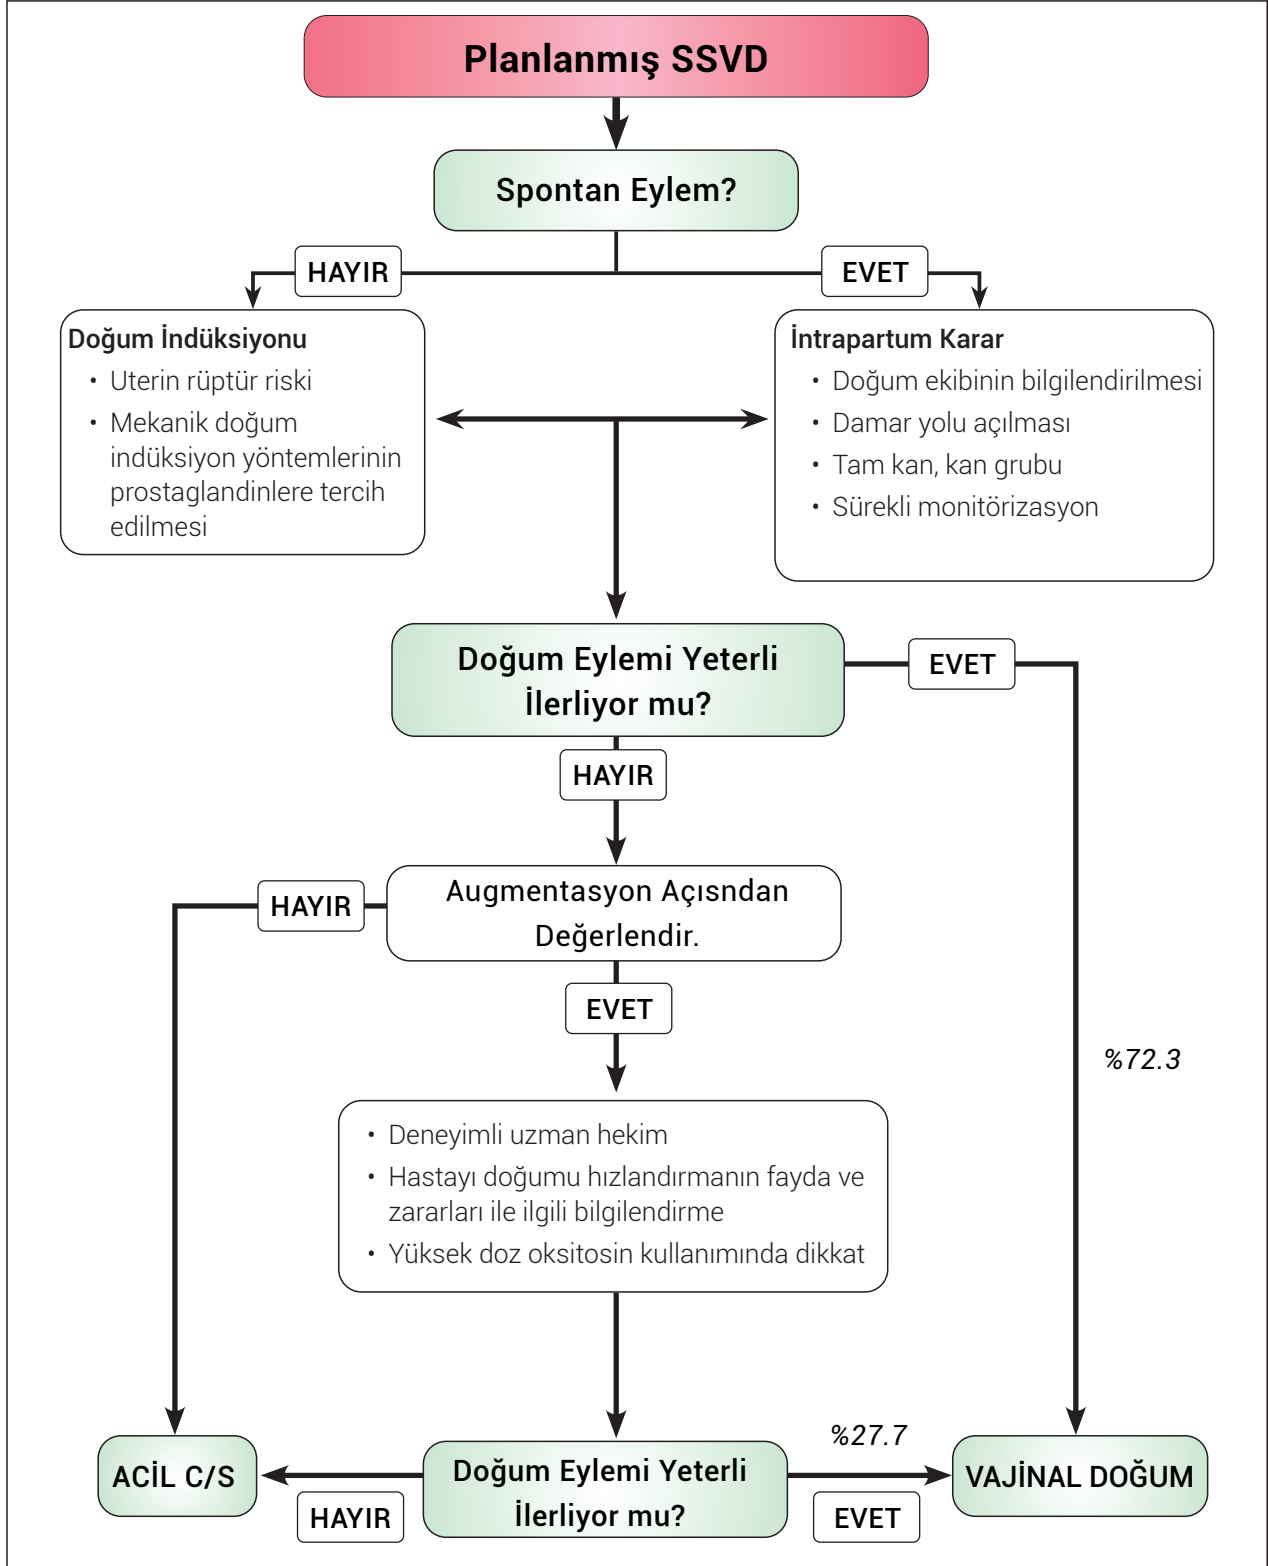 Planlanmış SSVD
Spontan Eylem?
HAYIR
EVET
Doğum İndüksiyonu
• Uterin rüptür riski
• Mekanik doğum
indüksiyon yöntemlerinin
prostaglandinlere tercih
edilmesi
İntrapartum Karar
• Doğum ekibinin bilgilendirilmesi
• Damar yolu açılması
• Tam kan, kan grubu
• Sürekli monitörizasyon
Doğum Eylemi Yeterli
İlerliyor mu?
EVET
HAYIR
Augmentasyon Açısndan
Değerlendir.
HAYIR
EVET
%72.3
• Deneyimli uzman hekim
• Hastayı doğumu hızlandırmanın fayda ve
zararları ile ilgili bilgilendirme
• Yüksek doz oksitosin kullanımında dikkat
ACİL C/S
HAYIR
Doğum Eylemi Yeterli
İlerliyor mu?
%27.7
EVET
VAJİNAL DOĞUM